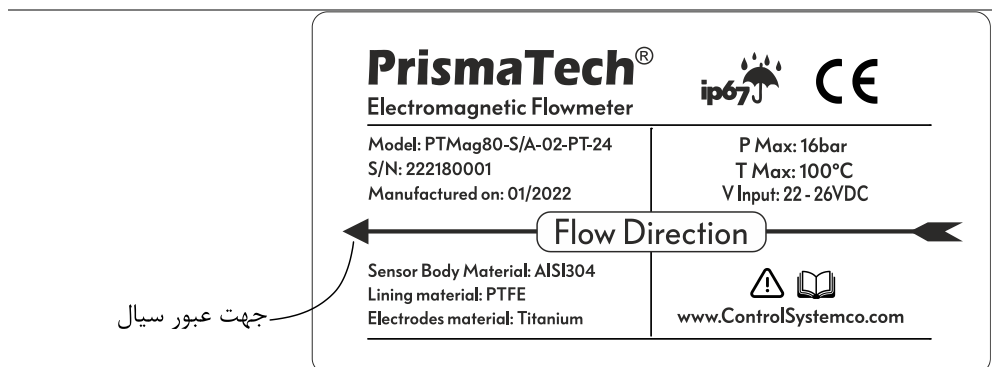 PrismaTech®
ip67
CE
Electromagnetic Flowmeter
Model: PTMag80-S/A-02-PT-24
S/N: 222180001
Manufactured on: 01/2022
P Max: 16bar
T Max: 100°C
V Input: 22 - 26VDC
Flow Direction
Sensor Body Material: AISI304
Lining material: PTFE
Electrodes material: Titanium
www.ControlSystemco.com
جهت عبور سیال